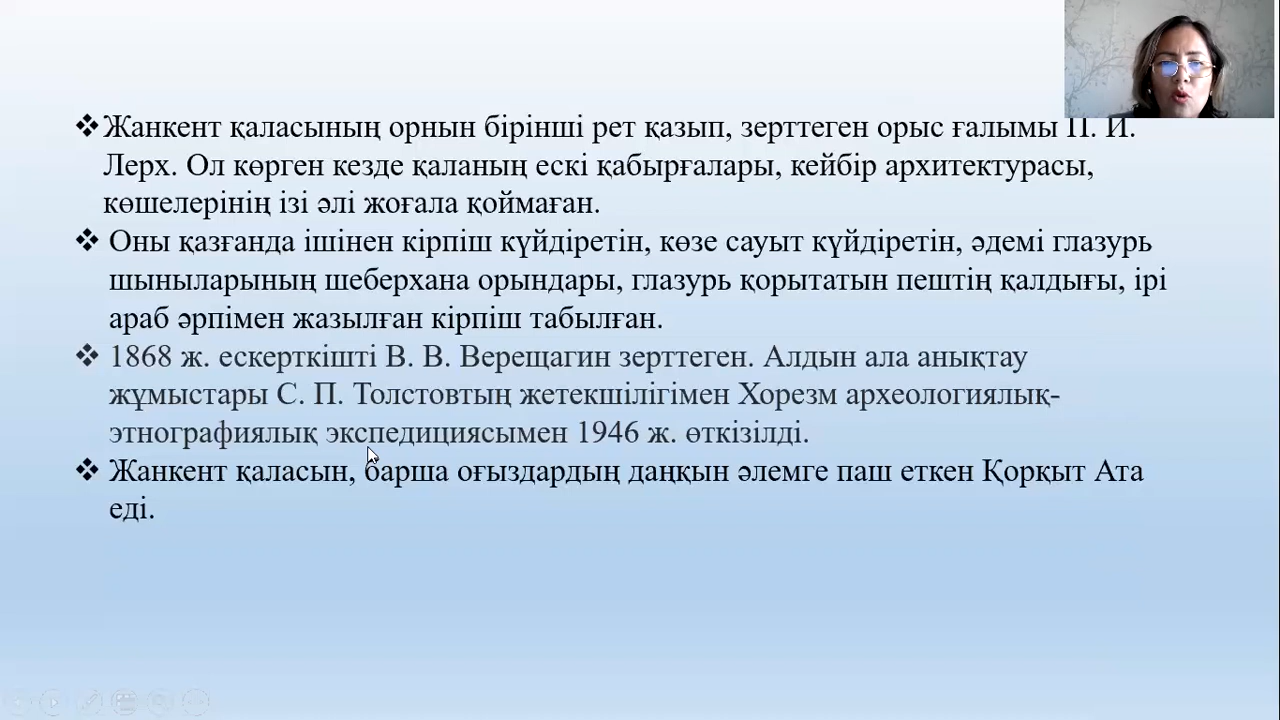 ❖Жанкент қаласының орнын бірінші рет қазып, зерттеген орыс ғалымы П. И.
Лерх. Ол көрген кезде қаланың ескі қабырғалары, кейбір архитектурасы,
көшелерінің ізі әлі жоғала қоймаған.
❖ Оны қазғанда ішінен кірпіш күйдіретін, көзе сауыт күйдіретін, әдемі глазурь
шыныларының шеберхана орындары, глазурь қорытатын пештің қалдығы, ірі
араб әрпімен жазылған кірпіш табылған.
❖ 1868 ж. ескерткішті В. В. Верещагин зерттеген. Алдын ала анықтау
жұмыстары С. П. Толстовтың жетекшілігімен Хорезм археологиялық-
этнографиялық экспедициясымен 1946 ж. өткізілді.
❖ Жанкент қаласын, барша оғыздардың даңқын әлемге паш еткен Қорқыт Ата
еді.